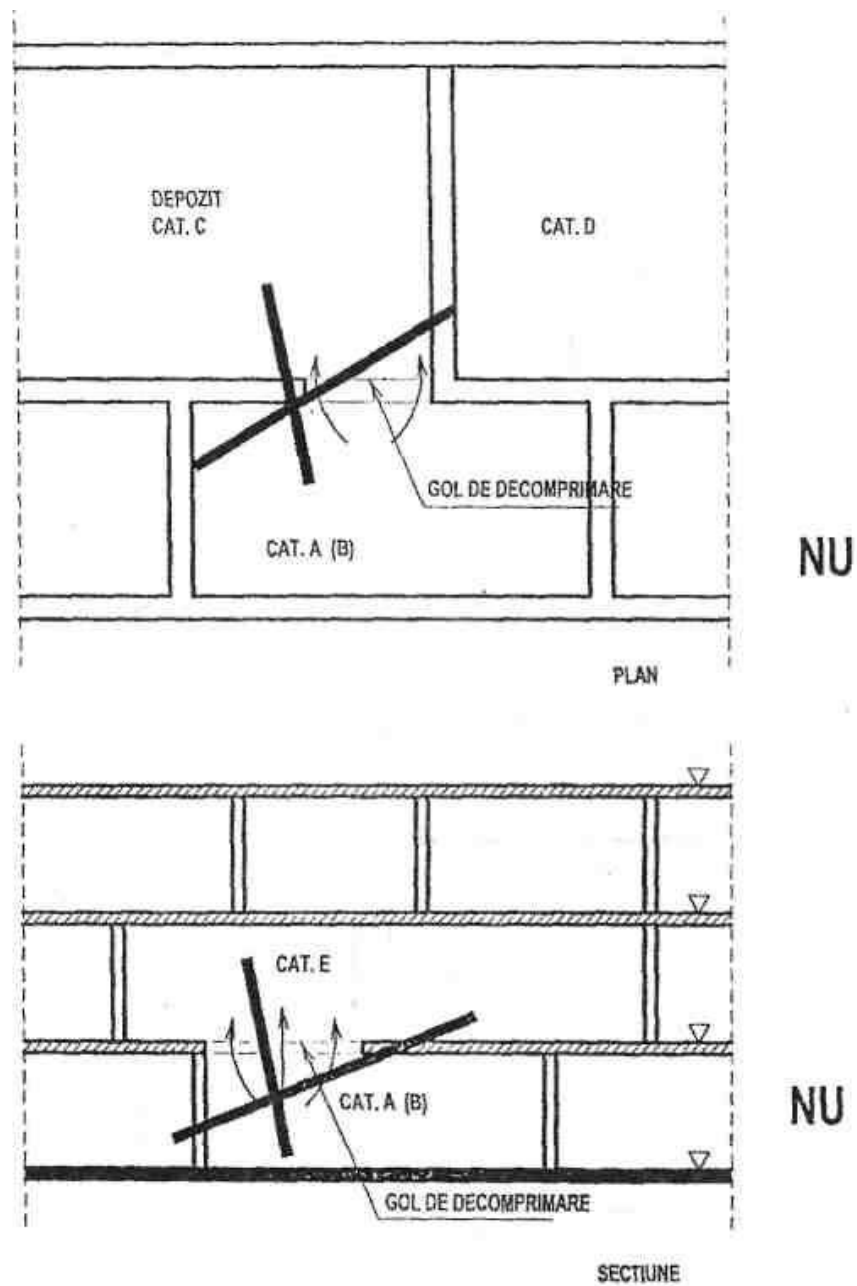 DEPOZIT
CAT. C
CAT. D
GOL DE DECOMPRIMARE
CAT. A (B)
NU
PLAN
CAT. E
CAT. A (B)
NU
GOL DE DECOMPRIMARE
SECTIUNE